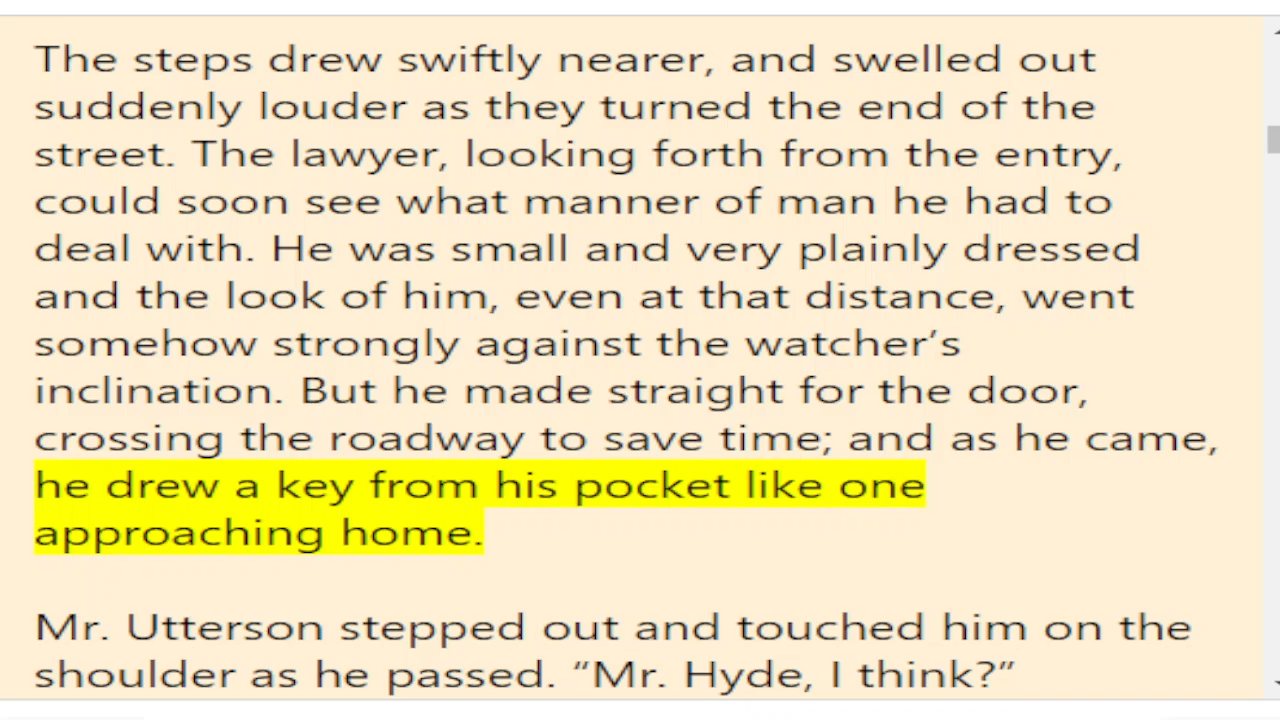 The steps drew swiftly nearer, and swelled out
suddenly louder as they turned the end of the
street. The lawyer, looking forth from the entry,
could soon see what manner of man he had to
deal with. He was small and very plainly dressed
and the look of him, even at that distance, went
somehow strongly against the watcher’s
inclination. But he made straight for the door,
crossing the roadway to save time; and as he came,
he drew a key from his pocket like one
approaching home.
Mr. Utterson stepped out and touched him on the
shoulder as he passed. “Mr. Hyde, I think?”